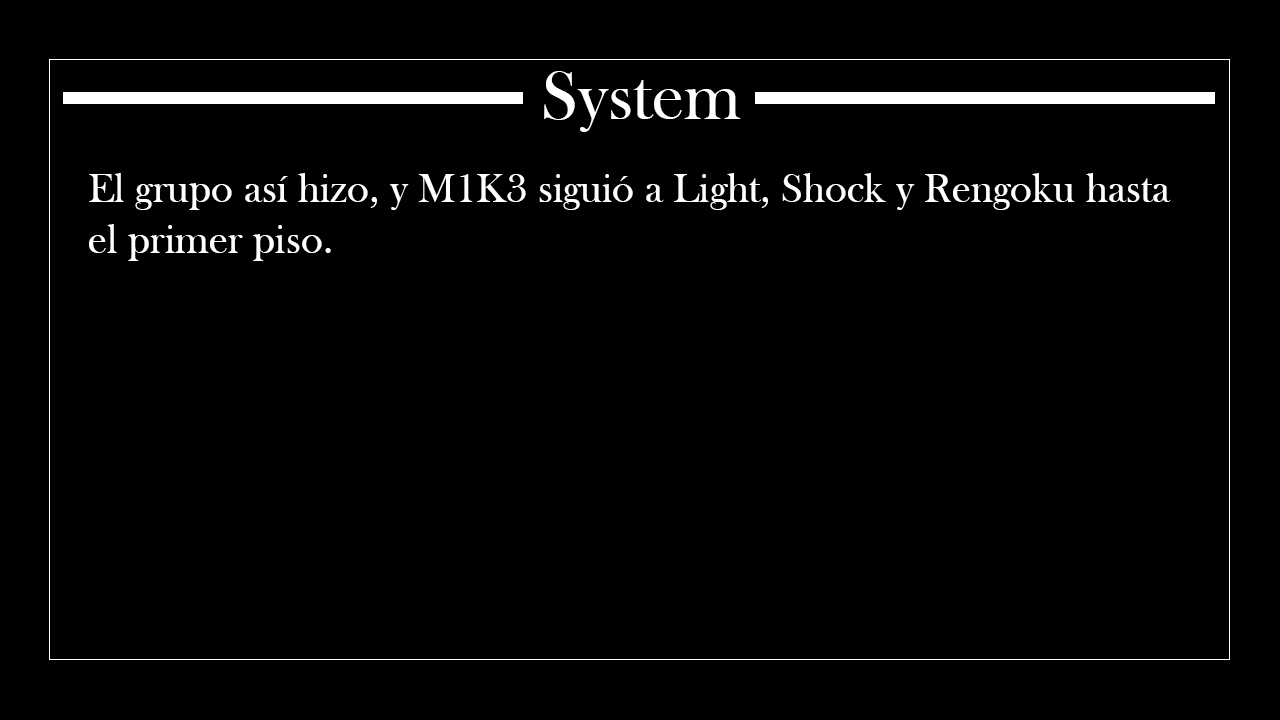 System
El grupo así hizo, y M1K3 siguió a Light, Shock y Rengoku hasta
el primer piso.